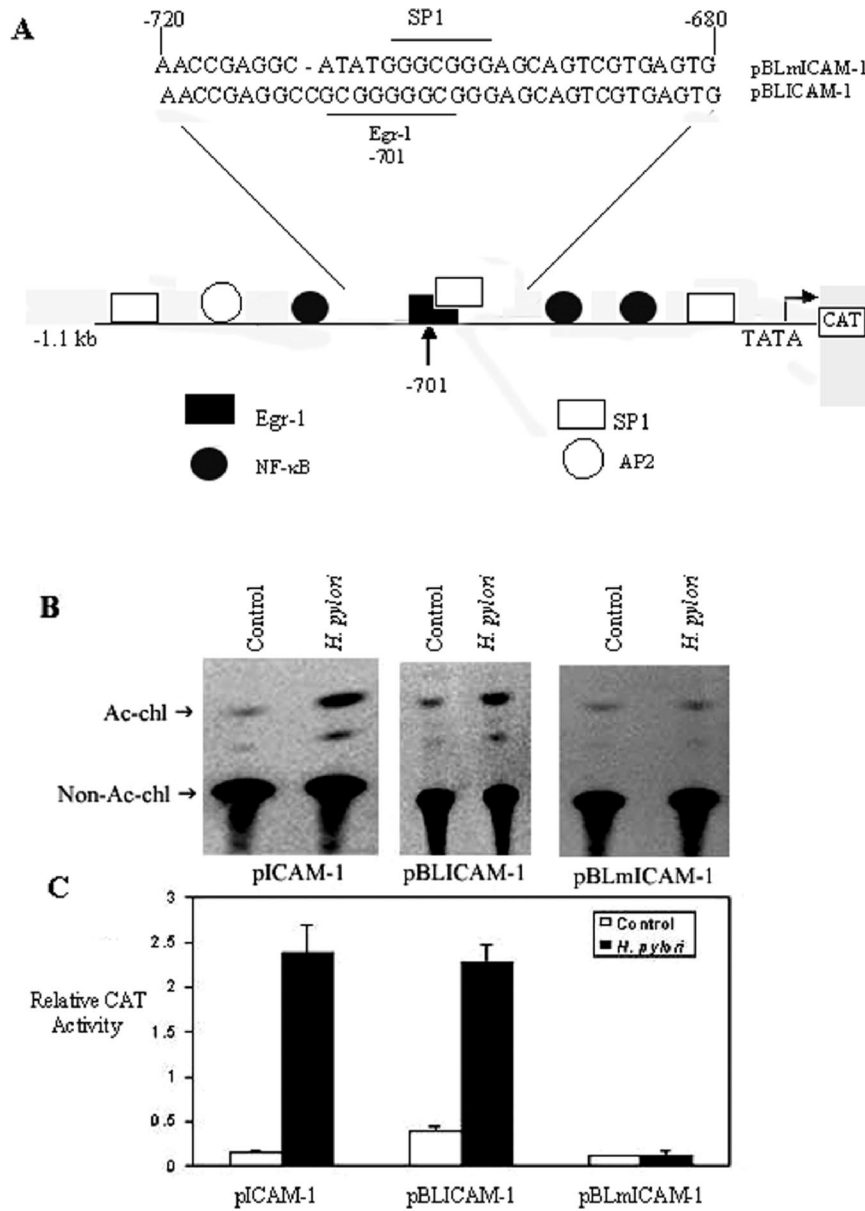 A
-720 SP1 -680
AACCGAGGC - ATATGGGCGGGAGCAGTCGTGAGTG pBLmICAM-1
AACCGAGGCCGCGGGGGCGGGAGCAGTCGTGAGTG pBLICAM-1
Egr-1
-701
-1.1 kb
TATA
CAT
-701
Egr-1
SP1
NF-κB
AP2
B
Control H. pylori Control H. pylori Control H. pylori
Ac-chl →
Non-Ac-chl →
pICAM-1 pBLICAM-1 pBLmICAM-1
C
3
2.5
2
1.5
1
0.5
0
Relative CAT
Activity
Control
H. pylori
pICAM-1 pBLICAM-1 pBLmICAM-1